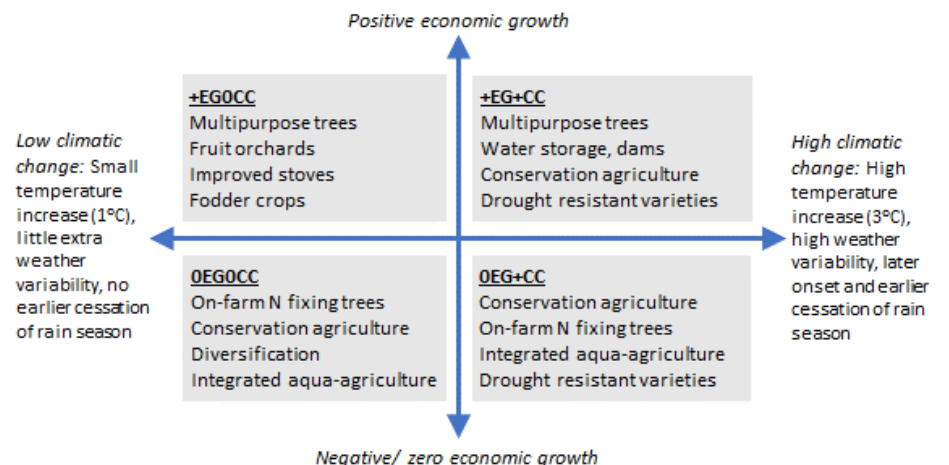 Positive economic growth
+EG0CC
Multipurpose trees
Fruit orchards
Improved stoves
Fodder crops
+EG+CC
Multipurpose trees
Water storage, dams
Conservation agriculture
Drought resistant varieties
Low climatic
change: Small
temperature
increase (1°C),
little extra
weather
variability, no
earlier cessation
of rain season
High climatic
change: High
temperature
increase (3°C),
high weather
variability, later
onset and earlier
cessation of rain
season
0EG0CC
On-farm N fixing trees
Conservation agriculture
Diversification
Integrated aqua-agriculture
0EG+CC
Conservation agriculture
On-farm N fixing trees
Integrated aqua-agriculture
Drought resistant varieties
Negative/ zero economic growth